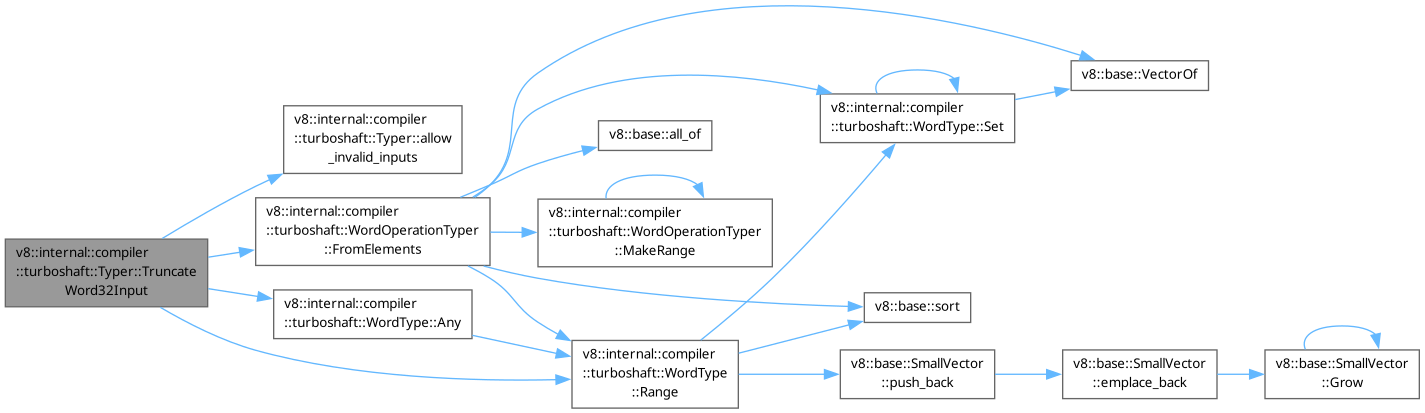 v8::internal::compiler
::turboshaft::Typer::Truncate
Word32Input
v8::internal::compiler
::turboshaft::Typer::allow
_invalid_inputs
v8::internal::compiler
::turboshaft::WordOperationTyper
::FromElements
v8::internal::compiler
::turboshaft::WordType::Any
v8::base::all_of
v8::internal::compiler
::turboshaft::WordOperationTyper
::MakeRange
v8::internal::compiler
::turboshaft::WordType
::Range
v8::internal::compiler
::turboshaft::WordType::Set
v8::base::sort
v8::base::SmallVector
::push_back
v8::base::VectorOf
v8::base::SmallVector
::emplace_back
v8::base::SmallVector
::Grow